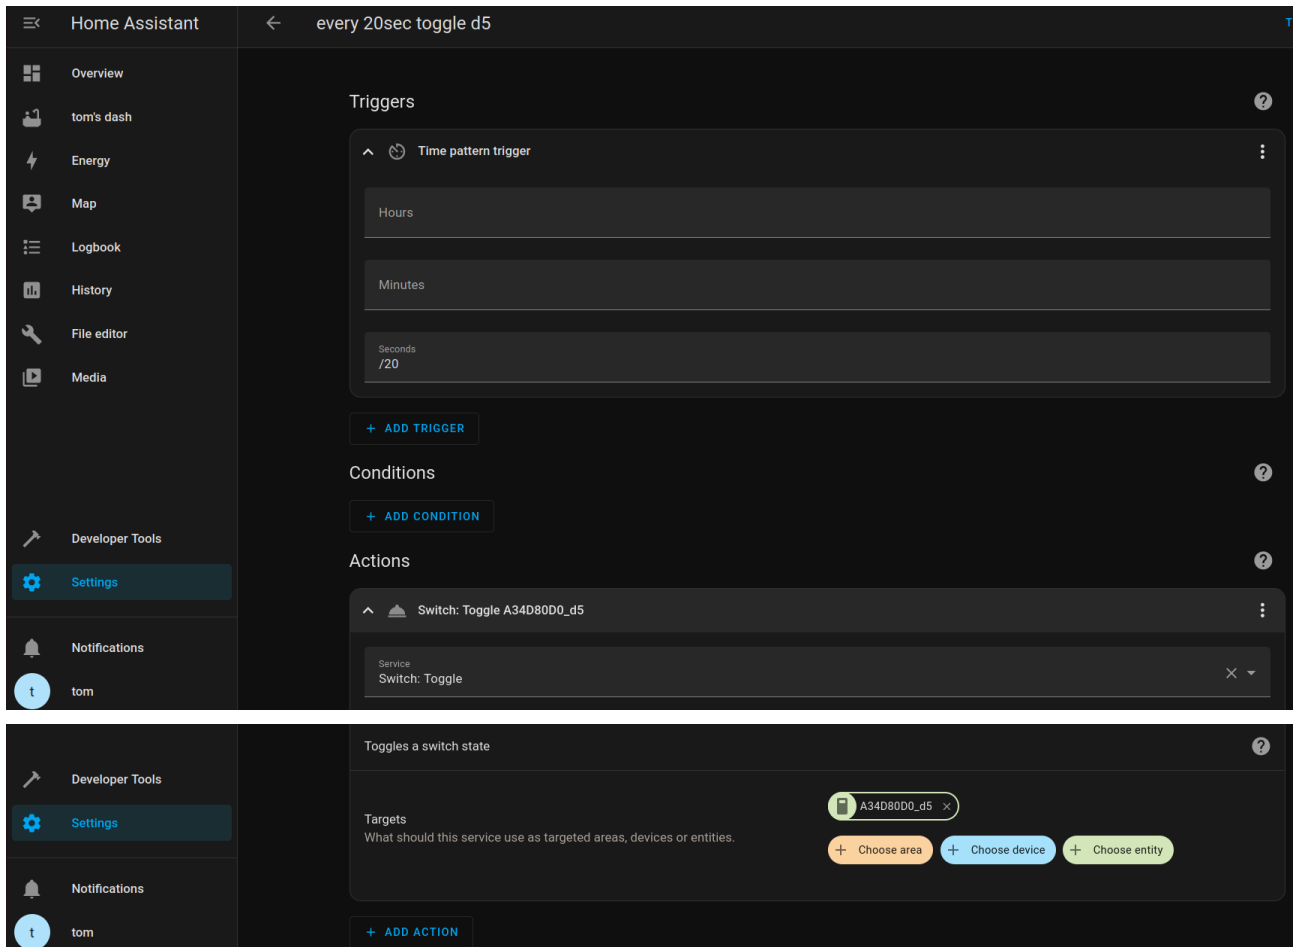 Home Assistant
every 20sec toggle d5
T
Overview
tom's dash
Energy
Map
Logbook
History
File editor
Media
Developer Tools
Settings
Notifications
t
tom
Triggers
Time pattern trigger
Hours
Minutes
Seconds
/20
+ ADD TRIGGER
Conditions
+ ADD CONDITION
Actions
Switch: Toggle A34D80D0_d5
Service
Switch: Toggle
Developer Tools
Settings
Notifications
t
tom
Toggles a switch state
Targets
What should this service use as targeted areas, devices or entities.
A34D80D0_d5
+ Choose area
+ Choose device
+ Choose entity
+ ADD ACTION